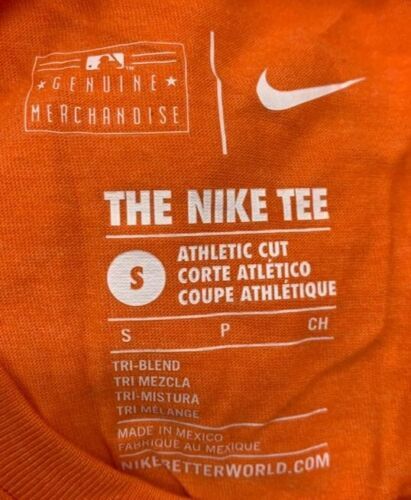 GENUINE
MERCHANDISE
THE NIKE TEE
S
ATHLETIC CUT
CORTE ATLÉTICO
COUPE ATHLÉTIQUE
S P CH
TRI-BLEND
TRI MEZCLA
TRI-MISTURA
TRI MÉLANGE
MADE IN MEXICO
FABRIQUÉ AU MEXIQUE
NIKEBETTERWORLD.COM